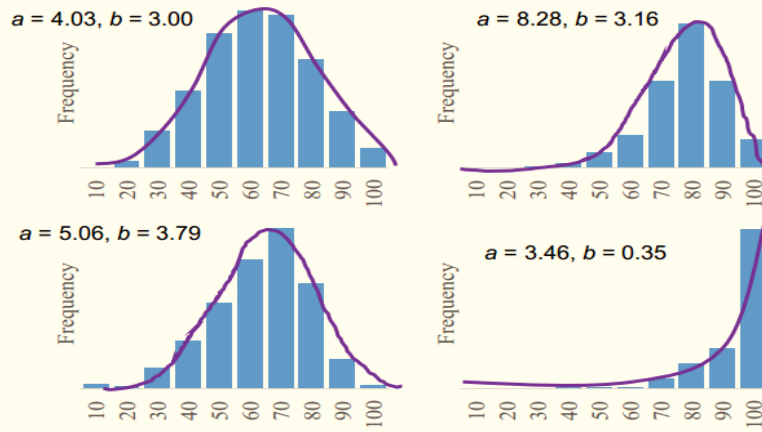 a = 4.03, b = 3.00
Frequency
10 20 30 40 50 60 70 80 90 100
a = 8.28, b = 3.16
Frequency
10 20 30 40 50 60 70 80 90 100
a = 5.06, b = 3.79
Frequency
10 20 30 40 50 60 70 80 90 100
a = 3.46, b = 0.35
Frequency
10 20 30 40 50 60 70 80 90 100